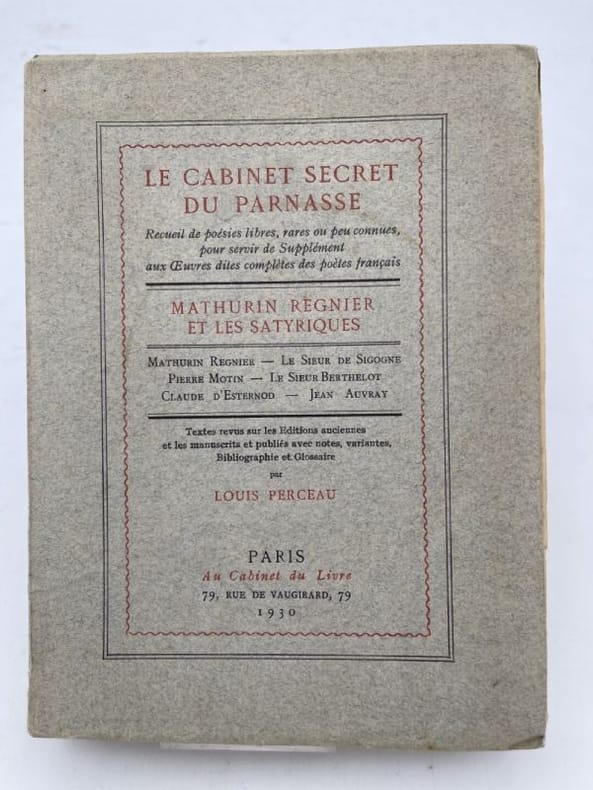 LE CABINET SECRET
DU PARNASSE
Recueil de poésies libres, rares ou peu connues,
pour servir de Supplément
aux Œuvres dites complètes des poètes français
MATHURIN REGNIER
ET LES SATYRIQUES
MATHURIN REGNIER — LE SIEUR DE SIGOGNE
PIERRE MOTIN — LE SIEUR BERTHELOT
CLAUDE D'ESTERNOD — JEAN AUVRAY
Textes revus sur les Editions anciennes
et les manuscrits et publiés avec notes, variantes,
Bibliographie et Glossaire
par
LOUIS PERCEAU
PARIS
Au Cabinet du Livre
79, RUE DE VAUGIRARD, 79
1930